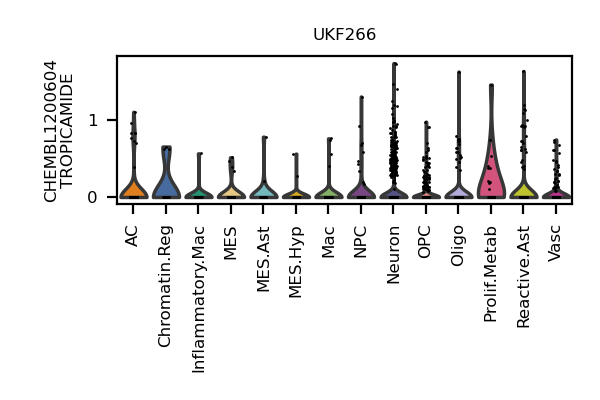 UKF266
CHEMBL1200604
TROPICAMIDE
1
0
AC
Chromatin.Reg
Inflammatory.Mac
MES
MES.Ast
MES.Hyp
Mac
NPC
Neuron
OPC
Oligo
Prolif.Metab
Reactive.Ast
Vasc